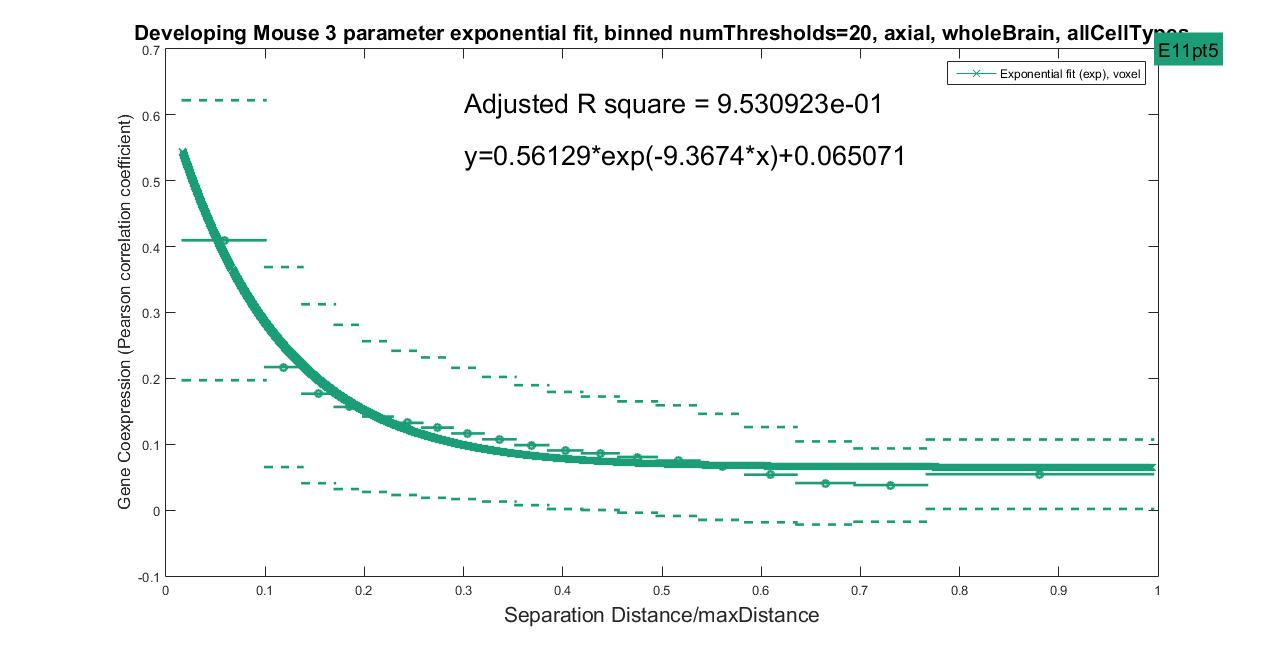 Developing Mouse 3 parameter exponential fit, binned numThresholds=20, axial, wholeBrain, allCellTypes
E11pt5
Exponential fit (exp), voxel
Adjusted R square = 9.530923e-01
y=0.56129*exp(-9.3674*x)+0.065071
Gene Coexpression (Pearson correlation coefficient)
0.7
0.6
0.5
0.4
0.3
0.2
0.1
0
-0.1
0 0.1 0.2 0.3 0.4 0.5 0.6 0.7 0.8 0.9 1
Separation Distance/maxDistance